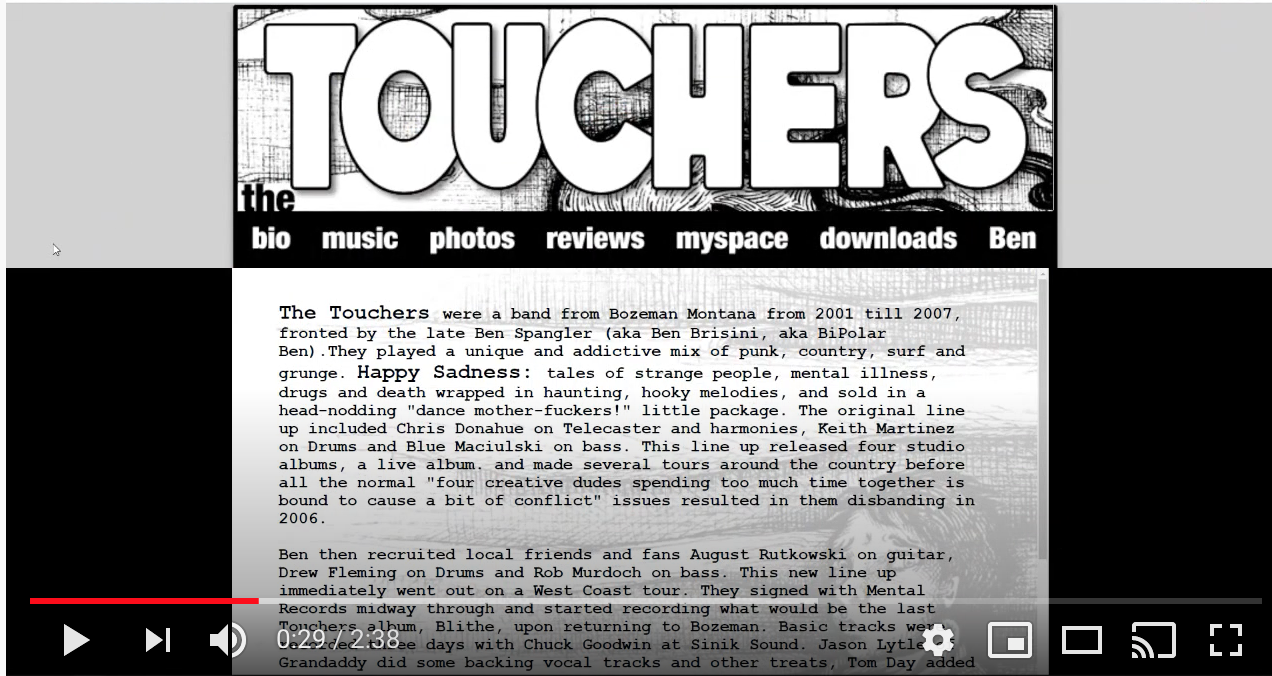 TOUCHERS
the
bio music photos reviews myspace downloads Ben
The Touchers were a band from Bozeman Montana from 2001 till 2007,
fronted by the late Ben Spangler (aka Ben Brisini, aka BiPolar
Ben).They played a unique and addictive mix of punk, country, surf and
grunge. Happy Sadness: tales of strange people, mental illness,
drugs and death wrapped in haunting, hooky melodies, and sold in a
head-nodding "dance mother-fuckers!" little package. The original line
up included Chris Donahue on Telecaster and harmonies, Keith Martinez
on Drums and Blue Maciulski on bass. This line up released four studio
albums, a live album. and made several tours around the country before
all the normal "four creative dudes spending too much time together is
bound to cause a bit of conflict" issues resulted in them disbanding in
2006.
Ben then recruited local friends and fans August Rutkowski on guitar,
Drew Fleming on Drums and Rob Murdoch on bass. This new line up
immediately went out on a West Coast tour. They signed with Mental
Records midway through and started recording what would be the last
Touchers album, Blithe, upon returning to Bozeman. Basic tracks were
three days with Chuck Goodwin at Sinik Sound. Jason Lytle
Grandaddy did some backing vocal tracks and other treats, Tom Day added
0:29 / 2:38